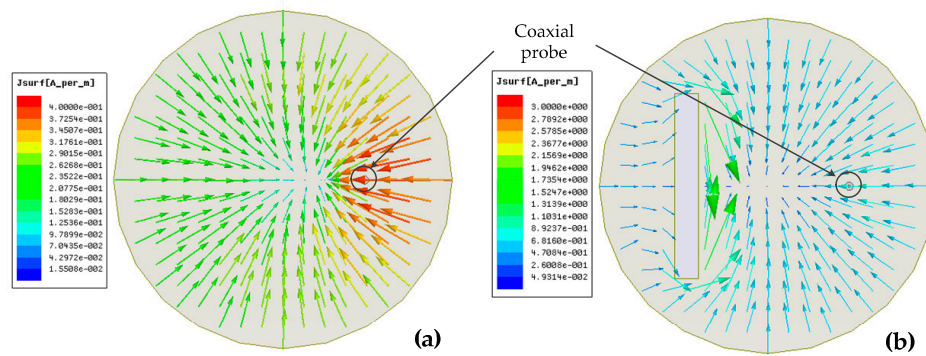 Coaxial
probe
Jsurf[A_per_m]
4.0000e-001
3.7254e-001
3.4507e-001
3.1761e-001
2.9015e-001
2.6268e-001
2.3522e-001
2.0775e-001
1.8029e-001
1.5283e-001
1.2536e-001
9.7899e-002
7.0435e-002
4.2972e-002
1.5508e-002
(a)
Jsurf[A_per_m]
3.0000e+000
2.7892e+000
2.5785e+000
2.3677e+000
2.1569e+000
1.9462e+000
1.7354e+000
1.5247e+000
1.3139e+000
1.1031e+000
8.9237e-001
6.8160e-001
4.7084e-001
2.6008e-001
4.9314e-002
(b)